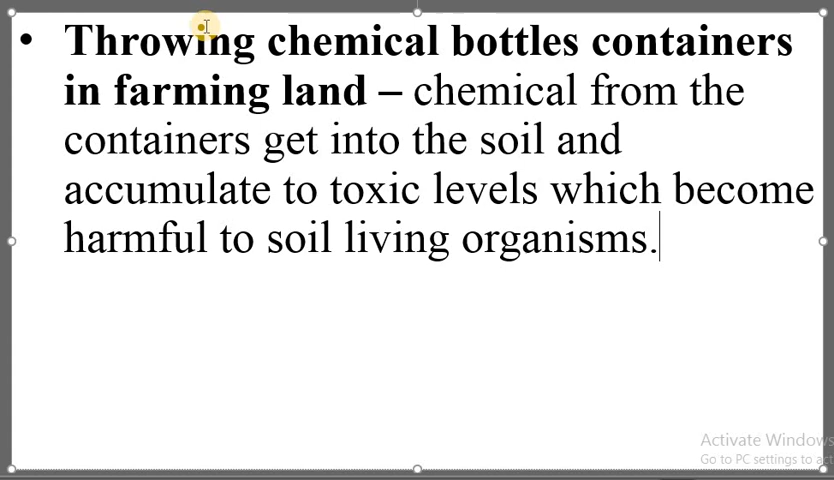 • Throwing chemical bottles containers
in farming land – chemical from the
containers get into the soil and
accumulate to toxic levels which become
harmful to soil living organisms.
Activate Windows
Go to PC settings to act